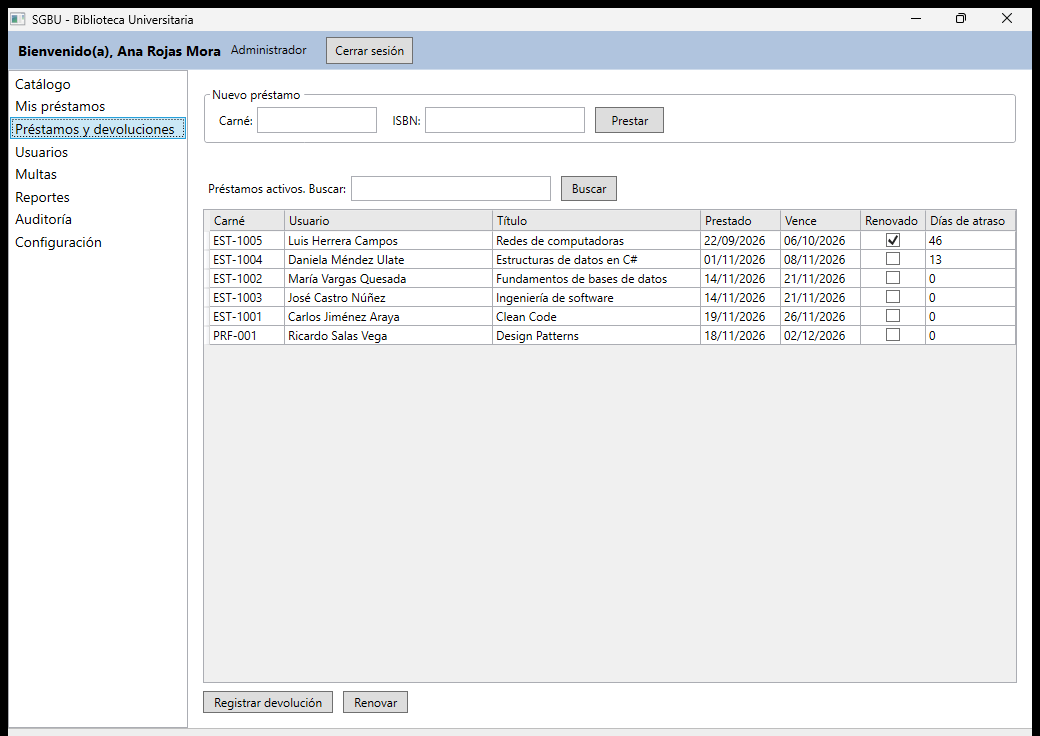 SGBU - Biblioteca Universitaria
Bienvenido(a), Ana Rojas Mora Administrador Cerrar sesión
Catálogo
Mis préstamos
Préstamos y devoluciones
Usuarios
Multas
Reportes
Auditoría
Configuración
Nuevo préstamo
Carné: ISBN: Prestar
Préstamos activos. Buscar: Buscar
Carné Usuario Título Prestado Vence Renovado Días de atraso
EST-1005 Luis Herrera Campos Redes de computadoras 22/09/2026 06/10/2026 46
EST-1004 Daniela Méndez Ulate Estructuras de datos en C# 01/11/2026 08/11/2026 13
EST-1002 María Vargas Quesada Fundamentos de bases de datos 14/11/2026 21/11/2026 0
EST-1003 José Castro Núñez Ingeniería de software 14/11/2026 21/11/2026 0
EST-1001 Carlos Jiménez Araya Clean Code 19/11/2026 26/11/2026 0
PRF-001 Ricardo Salas Vega Design Patterns 18/11/2026 02/12/2026 0
Registrar devolución Renovar